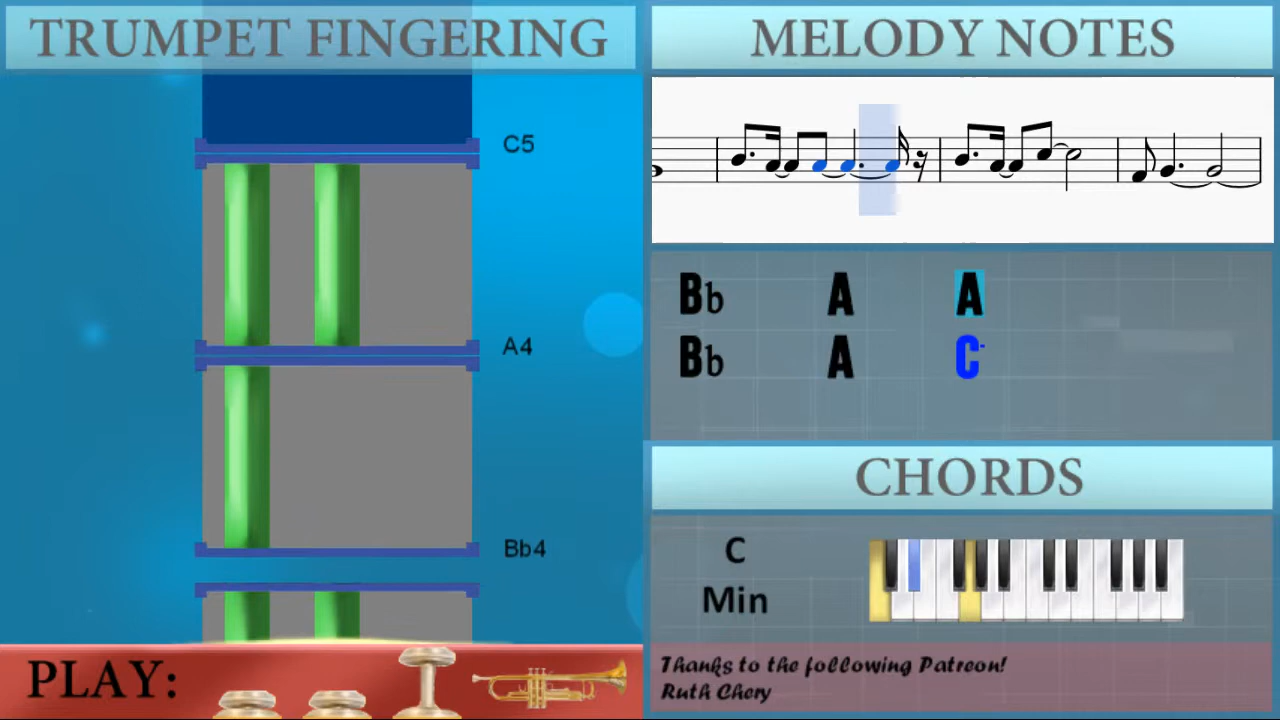 TRUMPET FINGERING
C5
A4
Bb4
PLAY:
MELODY NOTES
Bb A A
Bb A C
CHORDS
C
Min
Thanks to the following Patreon!
Ruth Chery